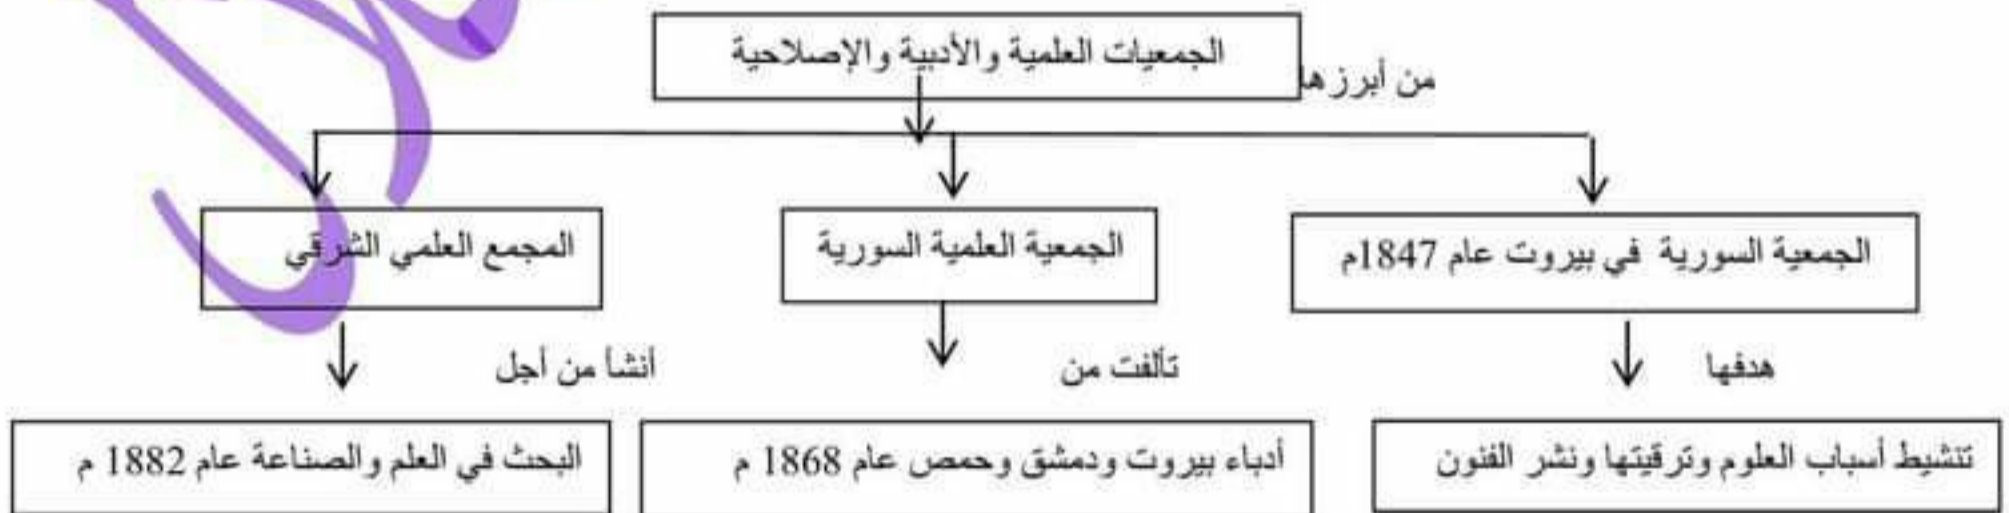 الجمعيات العلمية والأدبية والإصلاحية
من أبرزها
الجمعية السورية في بيروت عام 1847م
الجمعية العلمية السورية
المجمع العلمي الشرقي
هدفها
تألفت من
أنشأ من أجل
تنشيط أسباب العلوم وترقيتها ونشر الفنون
أدباء بيروت ودمشق وحمص عام 1868 م
البحث في العلم والصناعة عام 1882 م